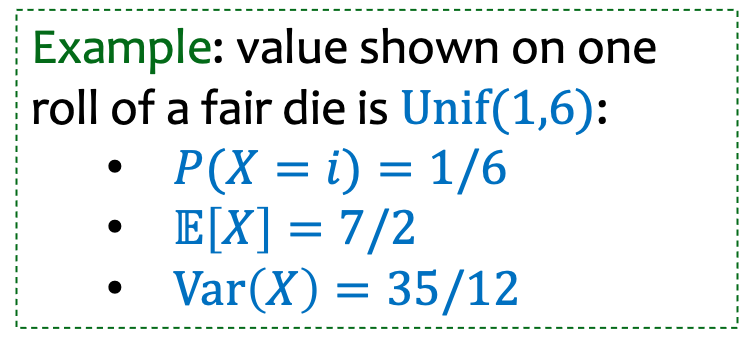 Example: value shown on one
roll of a fair die is Unif(1,6):
• P(X = i) = 1/6
• 𝔼[X] = 7/2
• Var(X) = 35/12